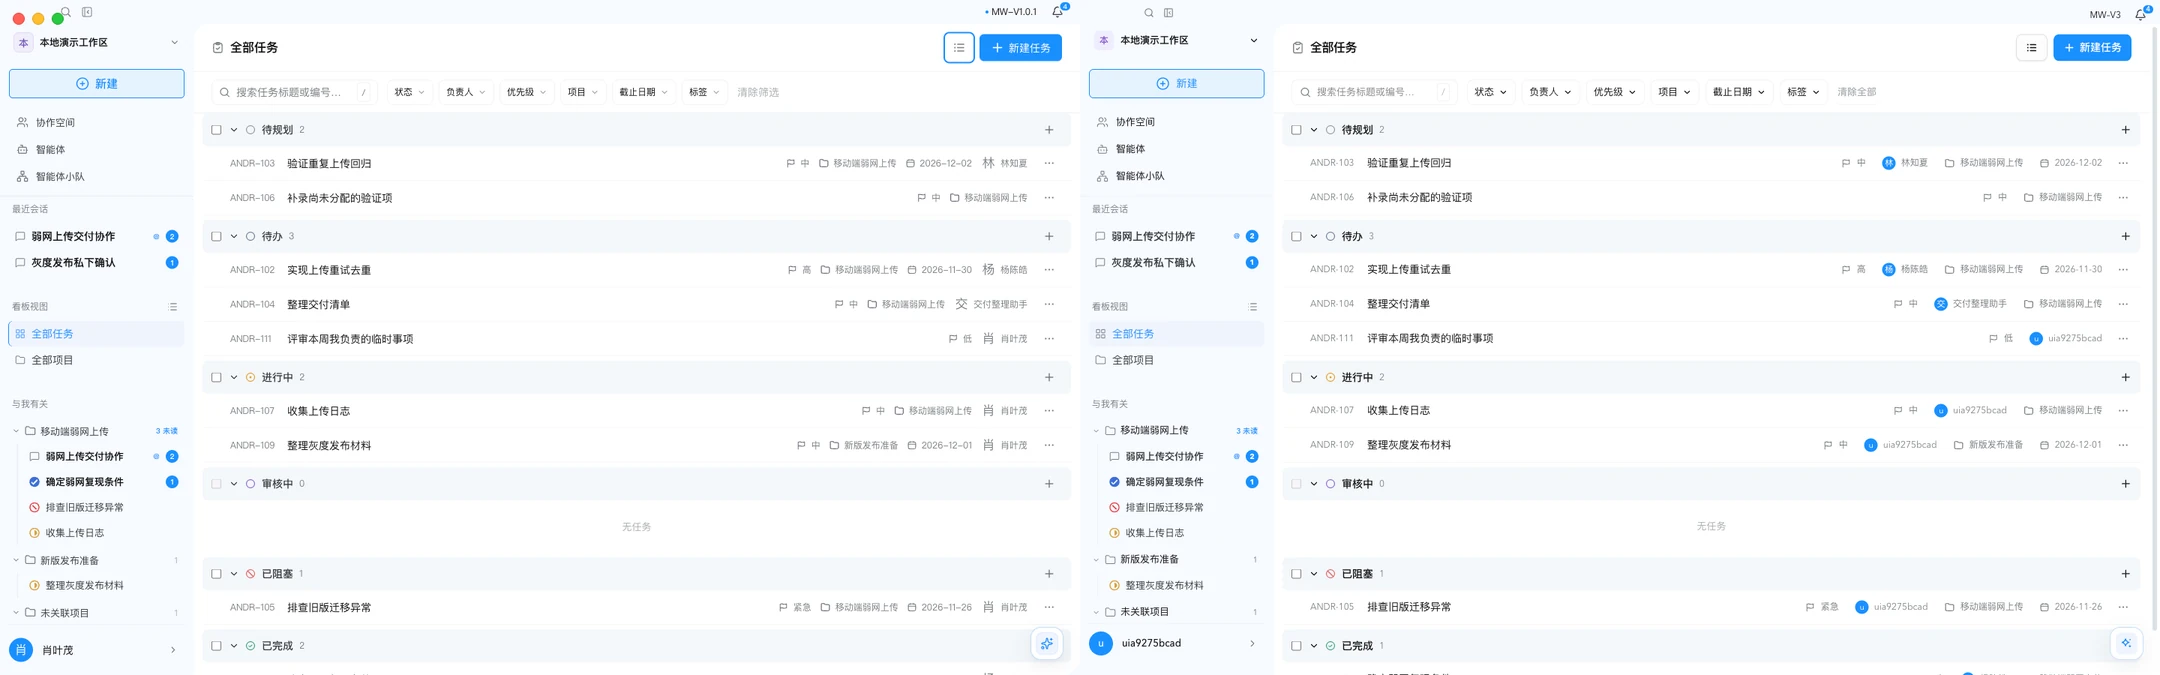 MW-V1.0.1
4
本 本地演示工作区
新建
协作空间
智能体
智能体小队
最近会话
弱网上传交付协作 @ 2
灰度发布私下确认 1
看板视图
全部任务
全部项目
与我有关
移动端弱网上传 3 未读
弱网上传交付协作 @ 2
确定弱网复现条件 1
排查旧版迁移异常
收集上传日志
新版发布准备 1
整理灰度发布材料
未关联项目 1
肖 肖叶茂
全部任务
新建任务
搜索任务标题或编号... /
状态 负责人 优先级 项目 截止日期 标签 清除筛选
待规划 2
ANDR-103 验证重复上传回归 中 移动端弱网上传 2026-12-02 林 林知夏
ANDR-106 补录尚未分配的验证项 中 移动端弱网上传
待办 3
ANDR-102 实现上传重试去重 高 移动端弱网上传 2026-11-30 杨 杨陈皓
ANDR-104 整理交付清单 中 移动端弱网上传 交 交付整理助手
ANDR-111 评审本周我负责的临时事项 低 肖 肖叶茂
进行中 2
ANDR-107 收集上传日志 中 移动端弱网上传 肖 肖叶茂
ANDR-109 整理灰度发布材料 中 新版发布准备 2026-12-01 肖 肖叶茂
审核中 0
无任务
已阻塞 1
ANDR-105 排查旧版迁移异常 紧急 移动端弱网上传 2026-11-26 肖 肖叶茂
已完成 2
MW-V3
4
本 本地演示工作区
新建
协作空间
智能体
智能体小队
最近会话
弱网上传交付协作 @ 2
灰度发布私下确认 1
看板视图
全部任务
全部项目
与我有关
移动端弱网上传 3 未读
弱网上传交付协作 @ 2
确定弱网复现条件 1
排查旧版迁移异常
收集上传日志
新版发布准备 1
整理灰度发布材料
未关联项目 1
u uia9275bcad
全部任务
新建任务
搜索任务标题或编号... /
状态 负责人 优先级 项目 截止日期 标签 清除全部
待规划 2
ANDR-103 验证重复上传回归 中 林 林知夏 移动端弱网上传 2026-12-02
ANDR-106 补录尚未分配的验证项 中 移动端弱网上传
待办 3
ANDR-102 实现上传重试去重 高 杨 杨陈皓 移动端弱网上传 2026-11-30
ANDR-104 整理交付清单 中 交 交付整理助手 移动端弱网上传
ANDR-111 评审本周我负责的临时事项 低 u uia9275bcad
进行中 2
ANDR-107 收集上传日志 中 u uia9275bcad 移动端弱网上传
ANDR-109 整理灰度发布材料 中 u uia9275bcad 新版发布准备 2026-12-01
审核中 0
无任务
已阻塞 1
ANDR-105 排查旧版迁移异常 紧急 u uia9275bcad 移动端弱网上传 2026-11-26
已完成 1